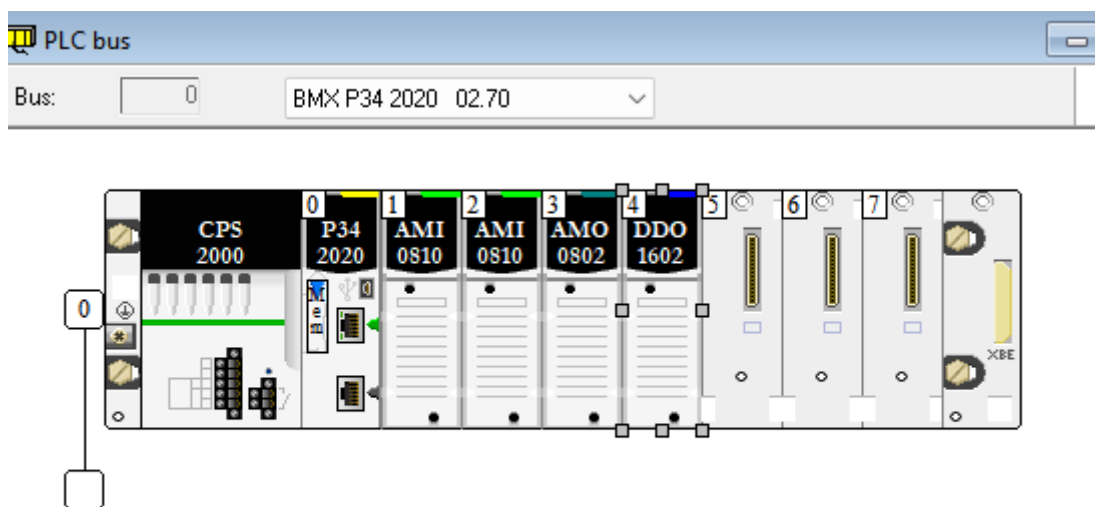 PLC bus
Bus: 0 BMX P34 2020 02.70
0 1 2 3 4 5 6 7
CPS P34 AMI AMI AMO DDO
2000 2020 0810 0810 0802 1602
Mem
0
XBE